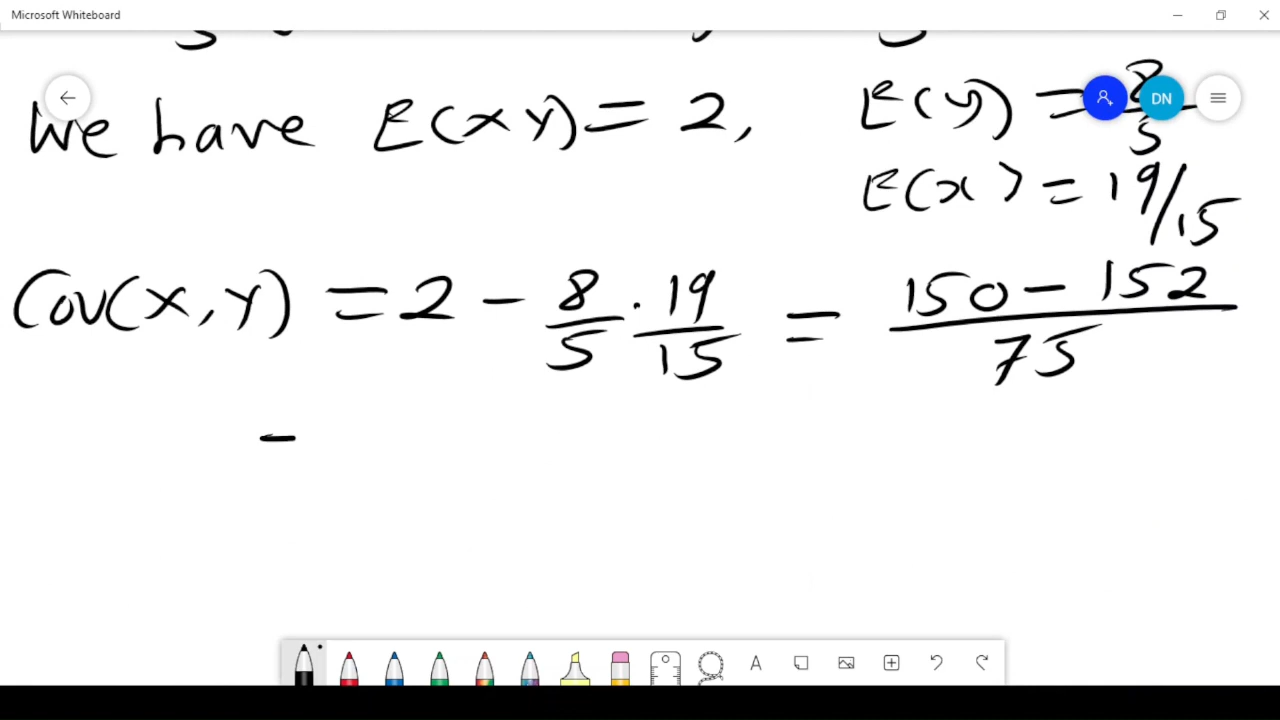 Microsoft Whiteboard
We have E(XY) = 2, E(Y) = 8/5
DN
E(X) = 19/15
Cov(X,Y) = 2 - 8/5 · 19/15 = 150 - 152 / 75
-
A